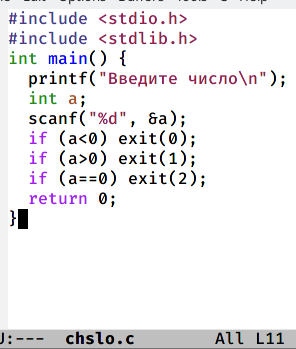 #include <stdio.h>
#include <stdlib.h>
int main() {
  printf("Введите число\n");
  int a;
  scanf("%d", &a);
  if (a<0) exit(0);
  if (a>0) exit(1);
  if (a==0) exit(2);
  return 0;
}
U:--- chslo.c All L11